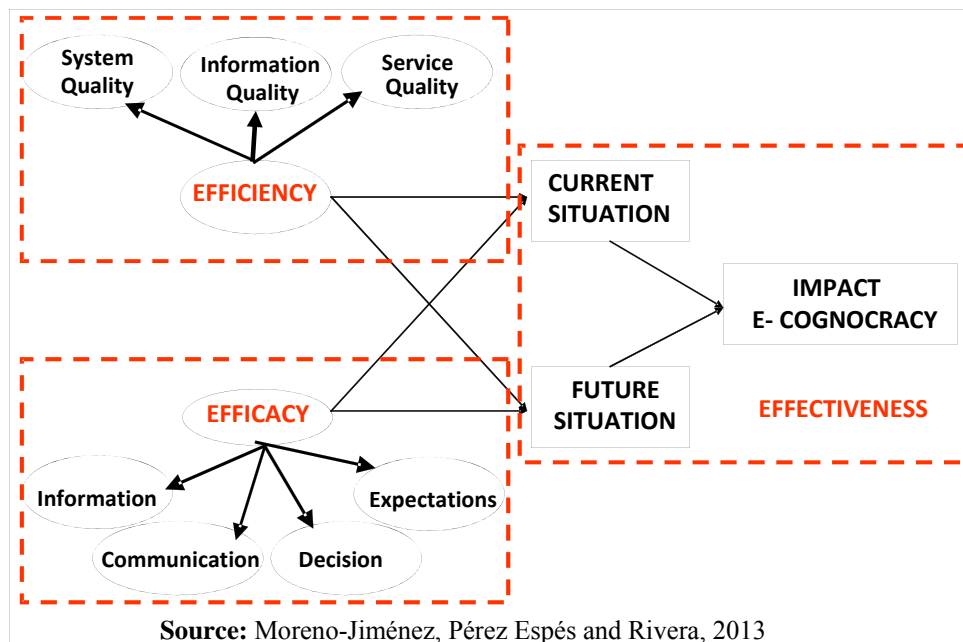 System
Quality
Information
Quality
Service
Quality
EFFICIENCY
CURRENT
SITUATION
IMPACT
E- COGNOCRACY
FUTURE
SITUATION
EFFECTIVENESS
EFFICACY
Information
Expectations
Communication
Decision
Source: Moreno-Jiménez, Pérez Espés and Rivera, 2013